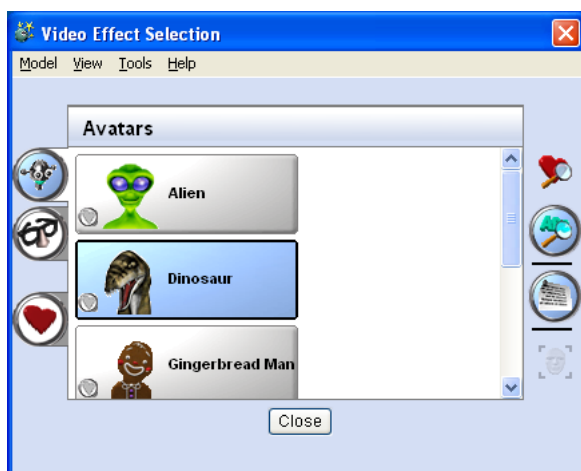 Video Effect Selection
Model View Tools Help
Avatars
Alien
Dinosaur
Gingerbread Man
Close